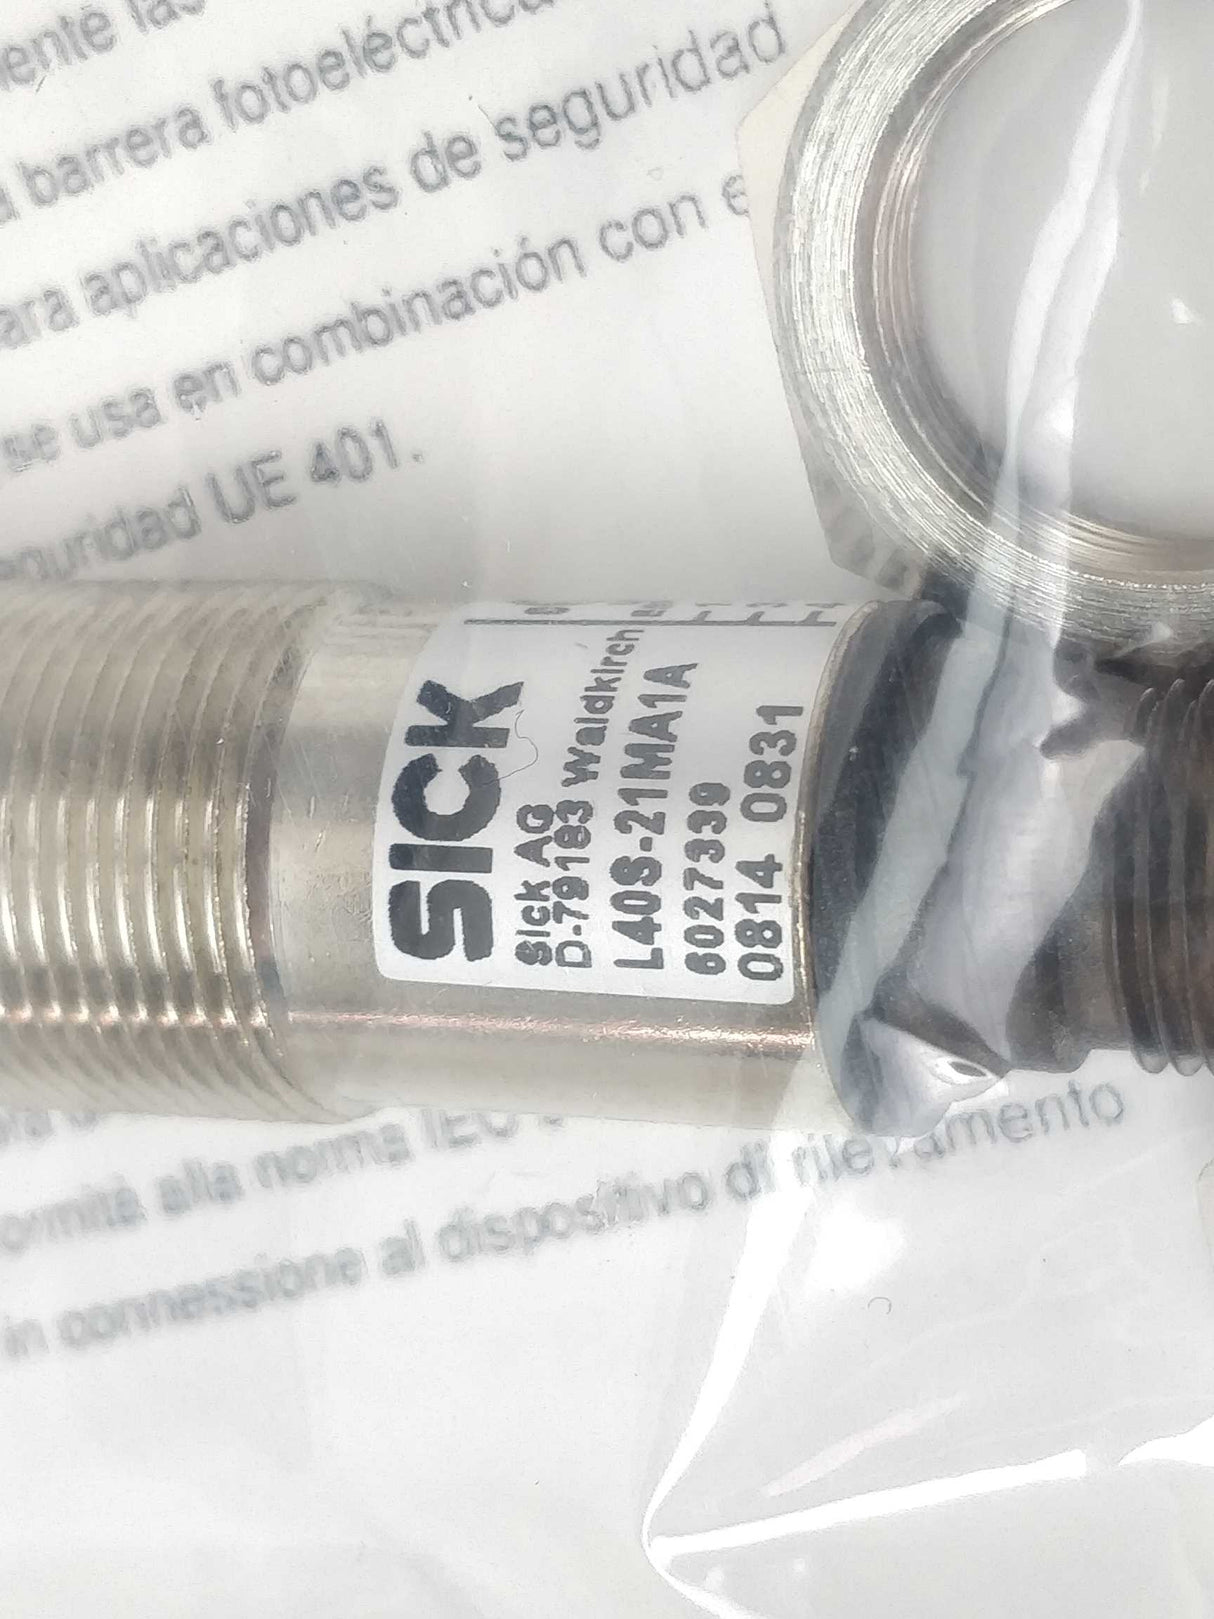 barrera fotoeléctrica
para aplicaciones de seguridad
se usa en combinación con e
seguridad UE 401.
SICK
Sick AG
D-79183 Waldkirch
L40S-21MA1A
6027339
0814 0831
alla norma IEC
in connessione al dispositivo di rilevamento